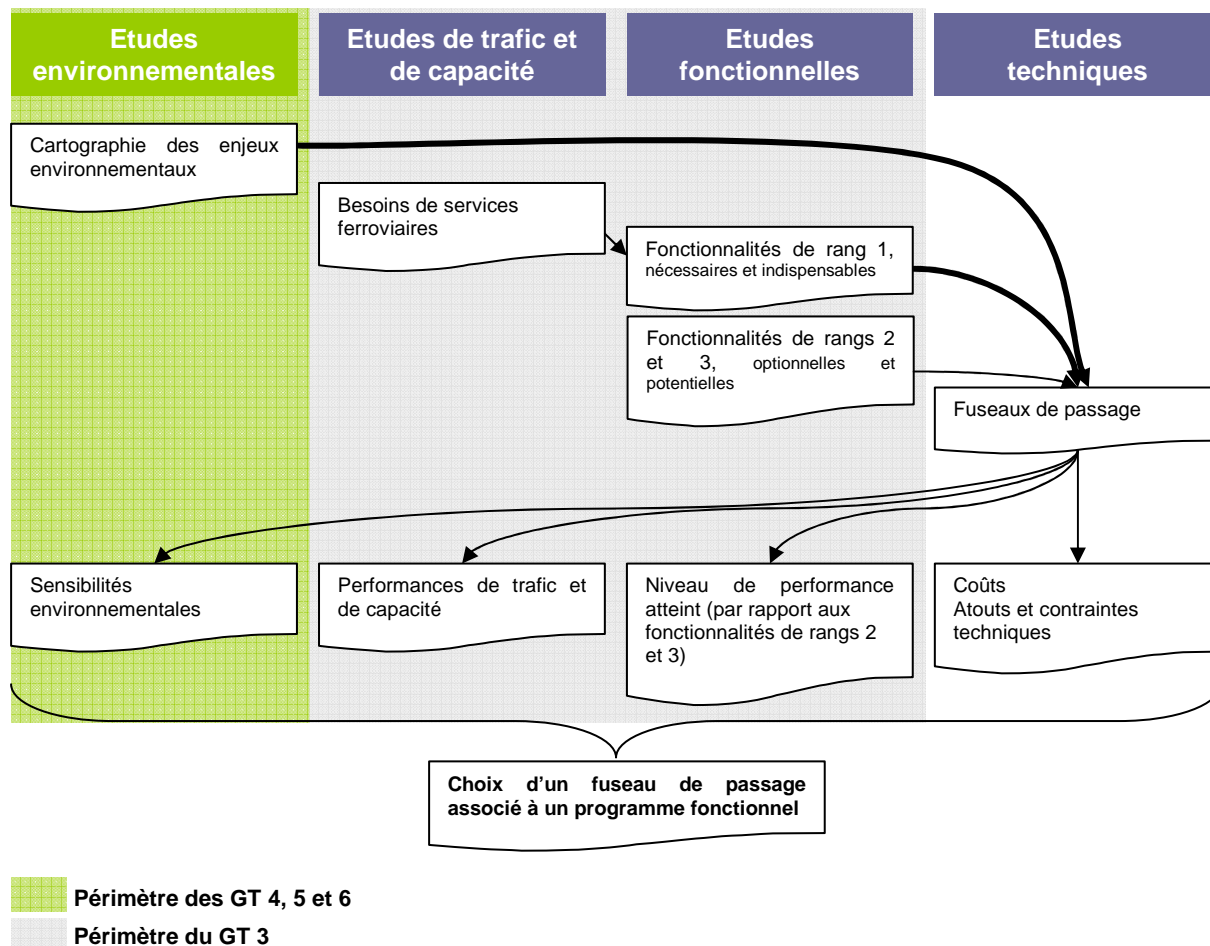 Etudes
environnementales
Etudes de trafic et
de capacité
Etudes
fonctionnelles
Etudes
techniques
Cartographie des enjeux
environnementaux
Besoins de services
ferroviaires
Fonctionnalités de rang 1,
nécessaires et indispensables
Fonctionnalités de rangs 2
et 3, optionnelles et
potentielles
Fuseaux de passage
Sensibilités
environnementales
Performances de trafic et
de capacité
Niveau de performance
atteint (par rapport aux
fonctionnalités de rangs 2
et 3)
Coûts
Atouts et contraintes
techniques
Choix d'un fuseau de passage
associé à un programme fonctionnel
Périmètre des GT 4, 5 et 6
Périmètre du GT 3